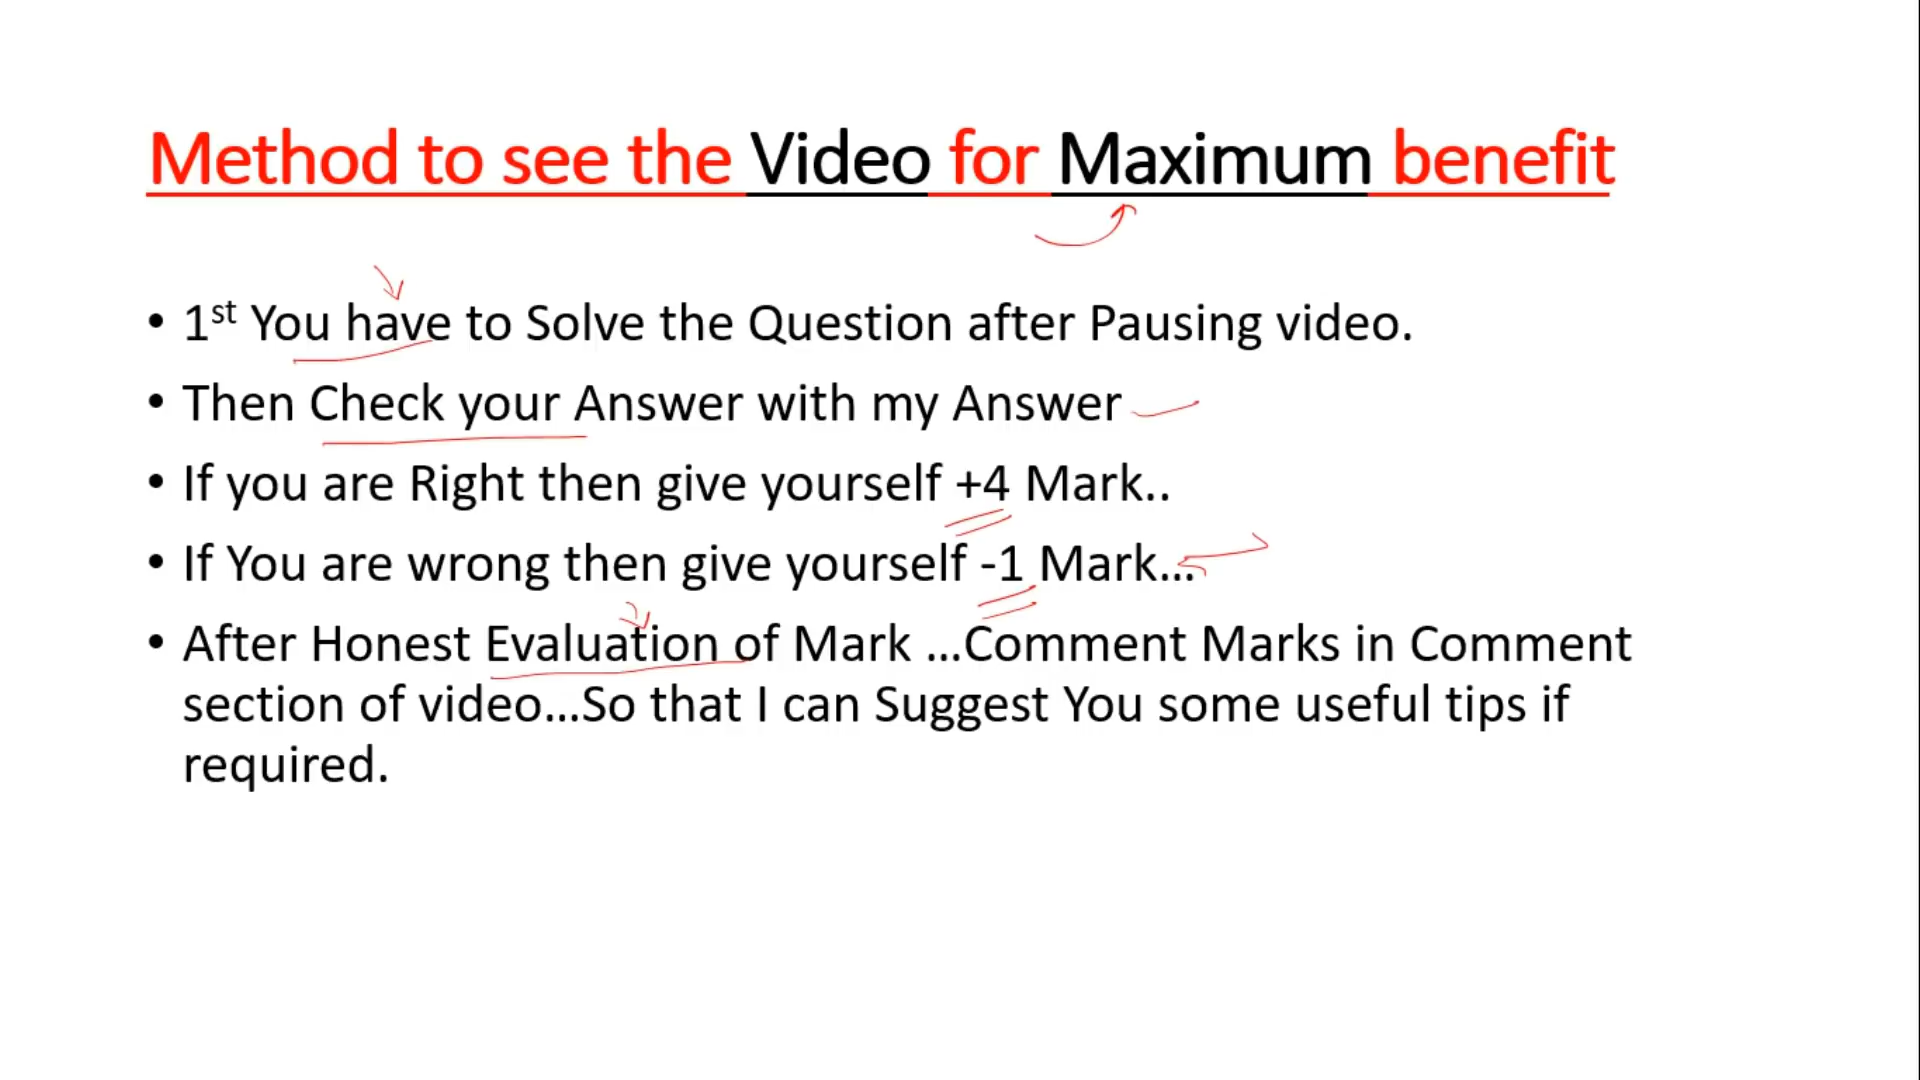 Method to see the Video for Maximum benefit
• 1st You have to Solve the Question after Pausing video.
• Then Check your Answer with my Answer
• If you are Right then give yourself +4 Mark..
• If You are wrong then give yourself -1 Mark...
• After Honest Evaluation of Mark ...Comment Marks in Comment
section of video...So that I can Suggest You some useful tips if
required.